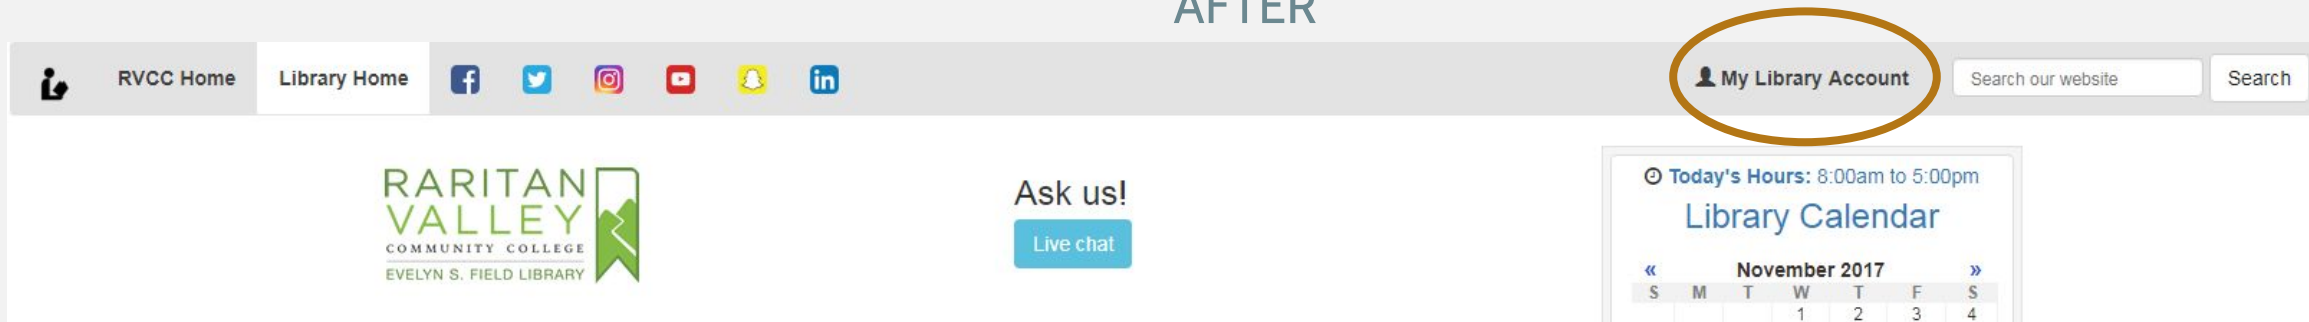 AFTER
RVCC Home Library Home My Library Account Search our website Search
RARITAN
VALLEY
COMMUNITY COLLEGE
EVELYN S. FIELD LIBRARY
Ask us!
Live chat
Today's Hours: 8:00am to 5:00pm
Library Calendar
« November 2017 »
S M T W T F S
1 2 3 4